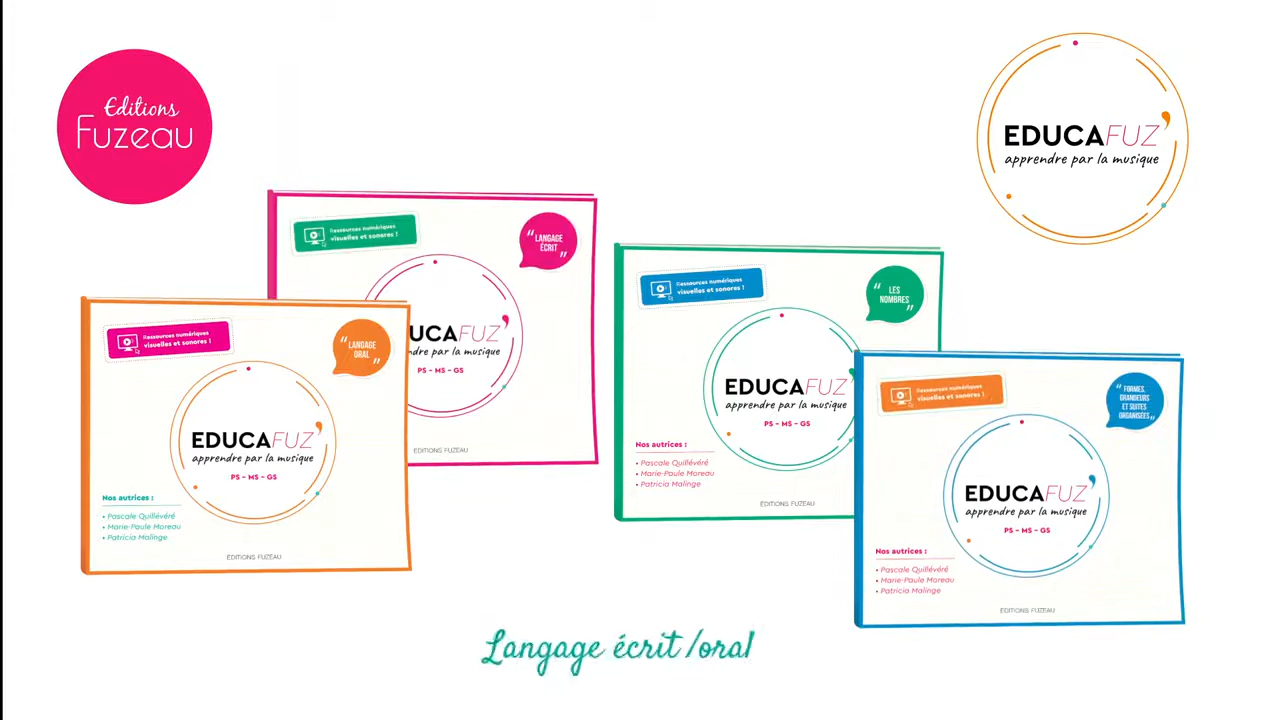 Editions
Fuzeau
EDUCAFUZ'
apprendre par la musique
Ressources numériques
visuelles et sonores !
" LANGAGE
ÉCRIT "
UCAFUZ'
ndre par la musique
PS - MS - GS
ÉDITIONS FUZEAU
Ressources numériques
visuelles et sonores !
" LES
NOMBRES "
EDUCAFUZ
apprendre par la musique
PS - MS - GS
Nos autrices :
• Pascale Quillévéré
• Marie-Paule Moreau
• Patricia Malinge
ÉDITIONS FUZEAU
Ressources numériques
visuelles et sonores !
" LANGAGE
ORAL "
EDUCAFUZ'
apprendre par la musique
PS - MS - GS
Nos autrices :
• Pascale Quillévéré
• Marie-Paule Moreau
• Patricia Malinge
ÉDITIONS FUZEAU
Ressources numériques
visuelles et sonores !
" FORMES,
GRANDEURS
ET SUITES
ORGANISÉES "
EDUCAFUZ'
apprendre par la musique
PS - MS - GS
Nos autrices :
• Pascale Quillévéré
• Marie-Paule Moreau
• Patricia Malinge
ÉDITIONS FUZEAU
Langage écrit/oral